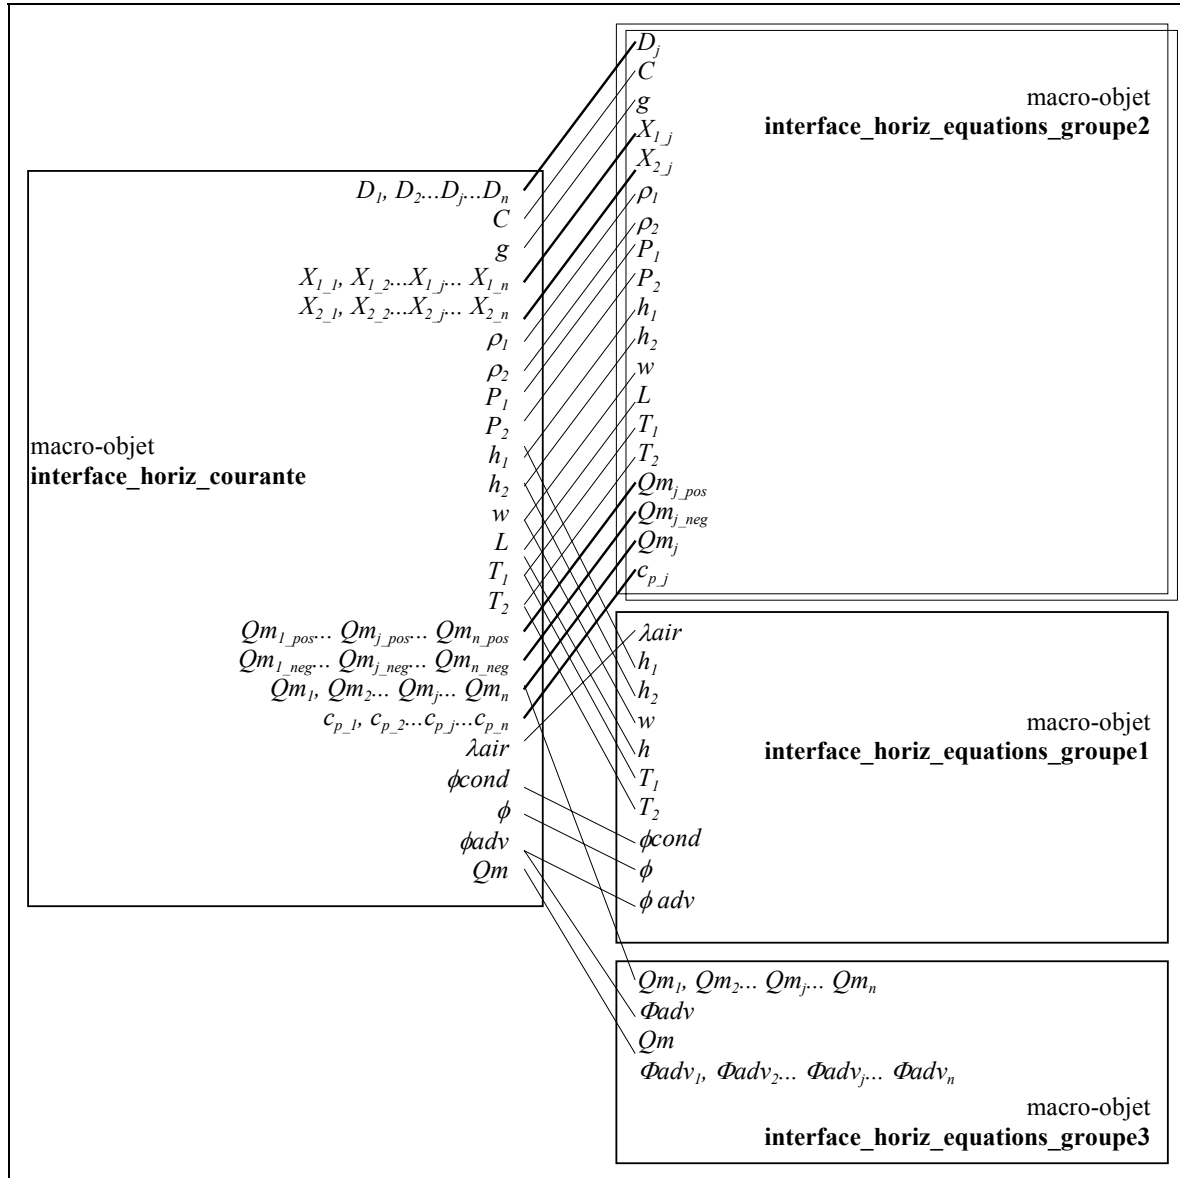 macro-objet
interface_horiz_courante
D₁, D₂...Dⱼ...Dₙ
C
g
X₁_₁, X₁_₂...X₁_ⱼ... X₁_ₙ
X₂_₁, X₂_₂...X₂_ⱼ... X₂_ₙ
ρ₁
ρ₂
P₁
P₂
h₁
h₂
w
L
T₁
T₂
Qm₁_pos... Qmⱼ_pos... Qmₙ_pos
Qm₁_neg... Qmⱼ_neg... Qmₙ_neg
Qm₁, Qm₂... Qmⱼ... Qmₙ
cₚ_₁, cₚ_₂...cₚ_ⱼ...cₚ_ₙ
λair
ϕcond
ϕ
ϕadv
Qm
macro-objet
interface_horiz_equations_groupe2
Dⱼ
C
g
X₁_ⱼ
X₂_ⱼ
ρ₁
ρ₂
P₁
P₂
h₁
h₂
w
L
T₁
T₂
Qmⱼ_pos
Qmⱼ_neg
Qmⱼ
cₚ_ⱼ
macro-objet
interface_horiz_equations_groupe1
λair
h₁
h₂
w
h
T₁
T₂
ϕcond
ϕ
ϕ adv
Qm₁, Qm₂... Qmⱼ... Qmₙ
Φadv
Qm
Φadv₁, Φadv₂... Φadvⱼ... Φadvₙ
macro-objet
interface_horiz_equations_groupe3